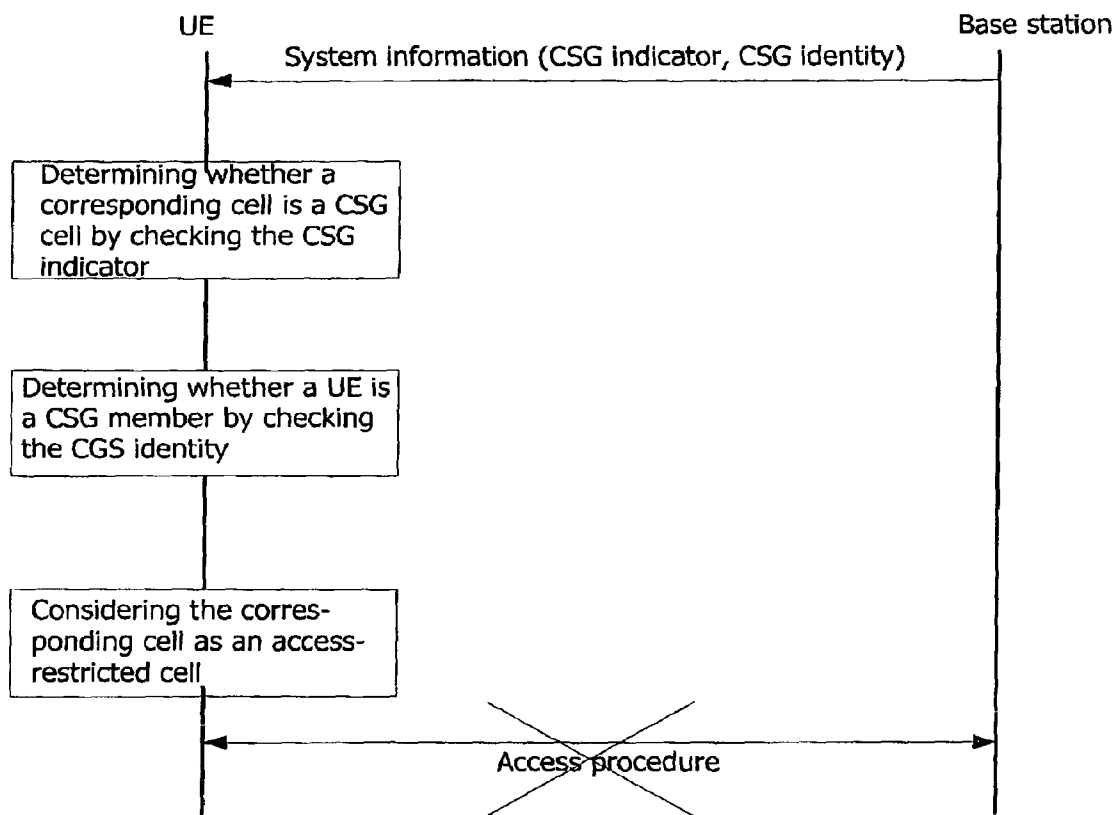 UE
Base station
System information (CSG indicator, CSG identity)
Determining whether a
corresponding cell is a CSG
cell by checking the CSG
indicator
Determining whether a UE is
a CSG member by checking
the CGS identity
Considering the corres-
ponding cell as an access-
restricted cell
Access procedure